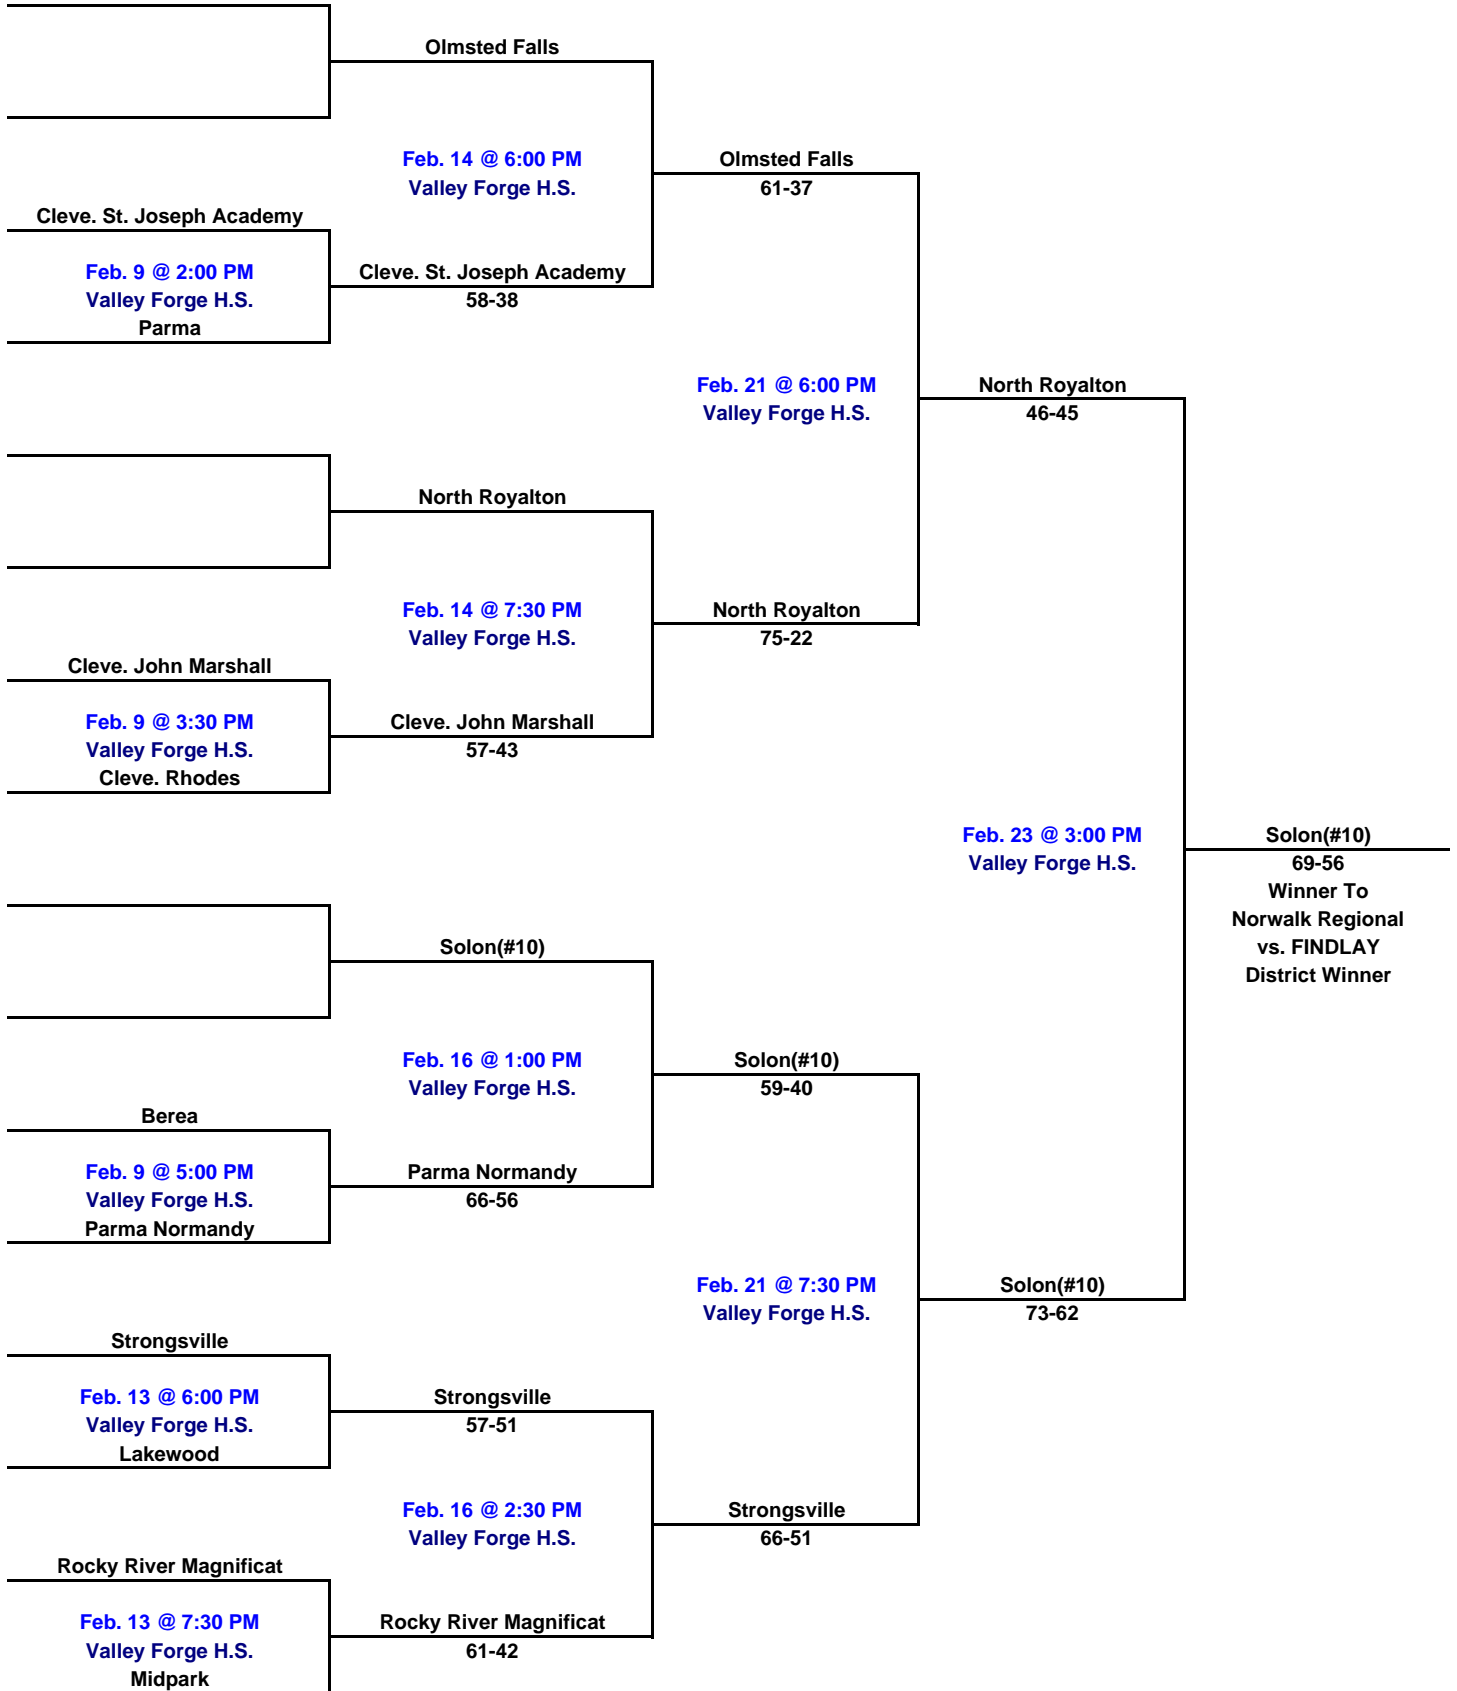 Olmsted Falls
Feb. 14 @ 6:00 PM
Valley Forge H.S.
Olmsted Falls
61-37
Cleve. St. Joseph Academy
Feb. 9 @ 2:00 PM
Valley Forge H.S.
Parma
Cleve. St. Joseph Academy
58-38
Feb. 21 @ 6:00 PM
Valley Forge H.S.
North Royalton
46-45
North Royalton
Feb. 14 @ 7:30 PM
Valley Forge H.S.
North Royalton
75-22
Cleve. John Marshall
Feb. 9 @ 3:30 PM
Valley Forge H.S.
Cleve. Rhodes
Cleve. John Marshall
57-43
Feb. 23 @ 3:00 PM
Valley Forge H.S.
Solon(#10)
69-56
Winner To
Norwalk Regional
vs. FINDLAY
District Winner
Solon(#10)
Feb. 16 @ 1:00 PM
Valley Forge H.S.
Solon(#10)
59-40
Berea
Feb. 9 @ 5:00 PM
Valley Forge H.S.
Parma Normandy
Parma Normandy
66-56
Feb. 21 @ 7:30 PM
Valley Forge H.S.
Solon(#10)
73-62
Strongsville
Feb. 13 @ 6:00 PM
Valley Forge H.S.
Lakewood
Strongsville
57-51
Feb. 16 @ 2:30 PM
Valley Forge H.S.
Strongsville
66-51
Rocky River Magnificat
Feb. 13 @ 7:30 PM
Valley Forge H.S.
Midpark
Rocky River Magnificat
61-42